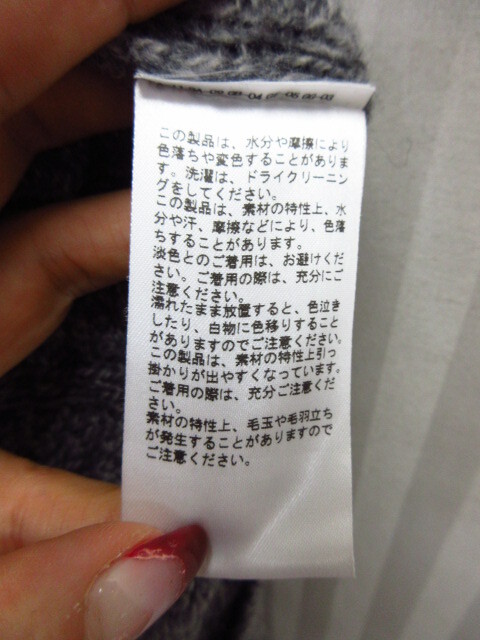 この製品は、水分や摩擦により
色落ちや変色することがありま
す。洗濯は、ドライクリーニン
グをしてください。
この製品は、素材の特性上、水
分や汗、摩擦などにより、色落
ちすることがあります。
淡色とのご着用は、お避けくだ
さい。ご着用の際は、充分にご
注意ください。
濡れたまま放置すると、色泣き
したり、白物に色移りすること
がありますのでご注意ください。
この製品は、素材の特性上引っ
掛かりが出やすくなっています。
ご着用の際は、充分ご注意くだ
さい。
素材の特性上、毛玉や毛羽立ち
が発生することがありますので
ご注意ください。